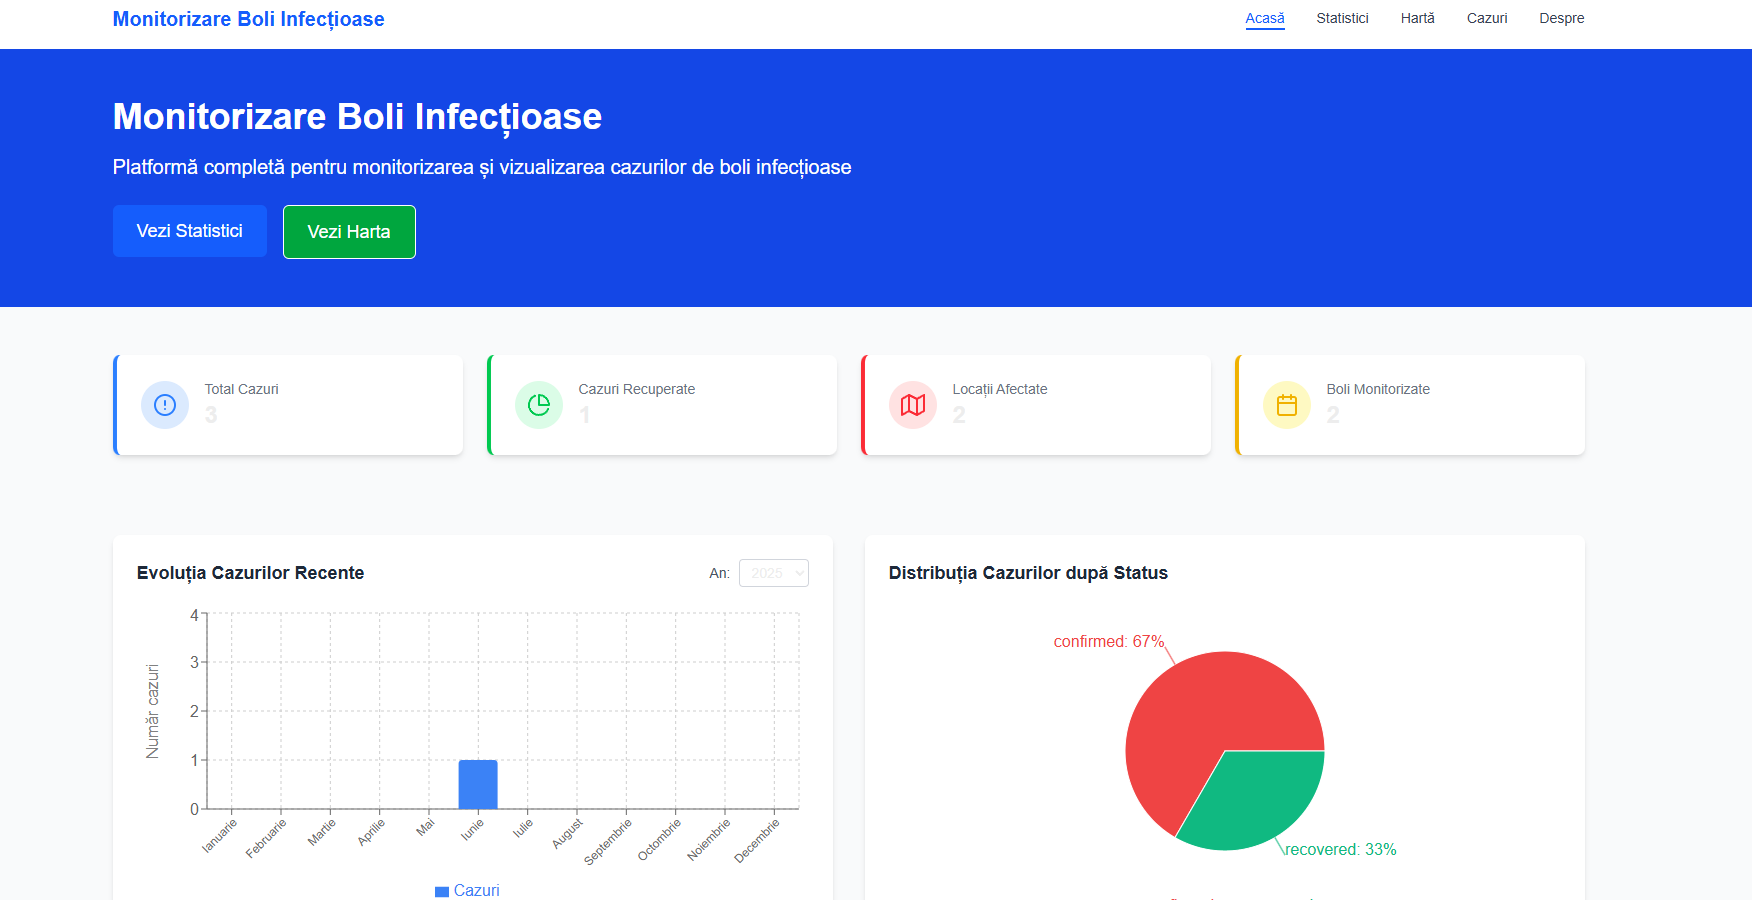 Monitorizare Boli Infecțioase
Acasă Statistici Hartă Cazuri Despre
Monitorizare Boli Infecțioase
Platformă completă pentru monitorizarea și vizualizarea cazurilor de boli infecțioase
Vezi Statistici Vezi Harta
Total Cazuri
3
Cazuri Recuperate
1
Locații Afectate
2
Boli Monitorizate
2
Evoluția Cazurilor Recente
An: 2025
4
3
2
1
0
Număr cazuri
Ianuarie Februarie Martie Aprilie Mai Iunie Iulie August Septembrie Octombrie Noiembrie Decembrie
Cazuri
Distribuția Cazurilor după Status
confirmed: 67%
recovered: 33%